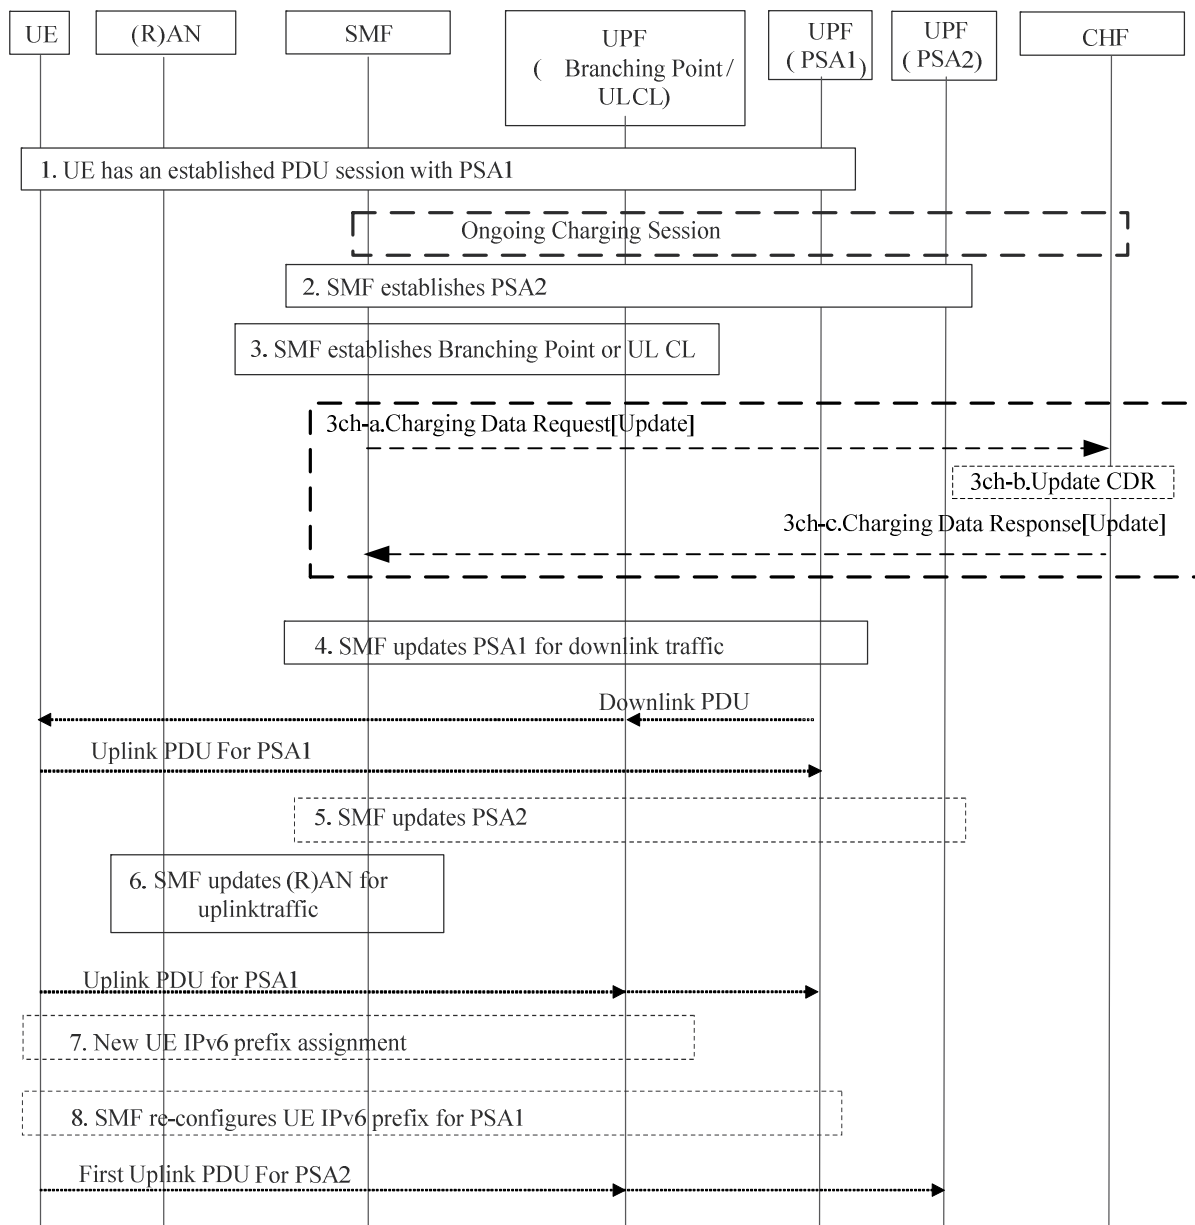 UE
(R)AN
SMF
UPF
( Branching Point /
ULCL)
UPF
( PSA1)
UPF
( PSA2)
CHF
1. UE has an established PDU session with PSA1
Ongoing Charging Session
2. SMF establishes PSA2
3. SMF establishes Branching Point or UL CL
3ch-a.Charging Data Request[Update]
3ch-b.Update CDR
3ch-c.Charging Data Response[Update]
4. SMF updates PSA1 for downlink traffic
Downlink PDU
Uplink PDU For PSA1
5. SMF updates PSA2
6. SMF updates (R)AN for
uplinktraffic
Uplink PDU for PSA1
7. New UE IPv6 prefix assignment
8. SMF re-configures UE IPv6 prefix for PSA1
First Uplink PDU For PSA2